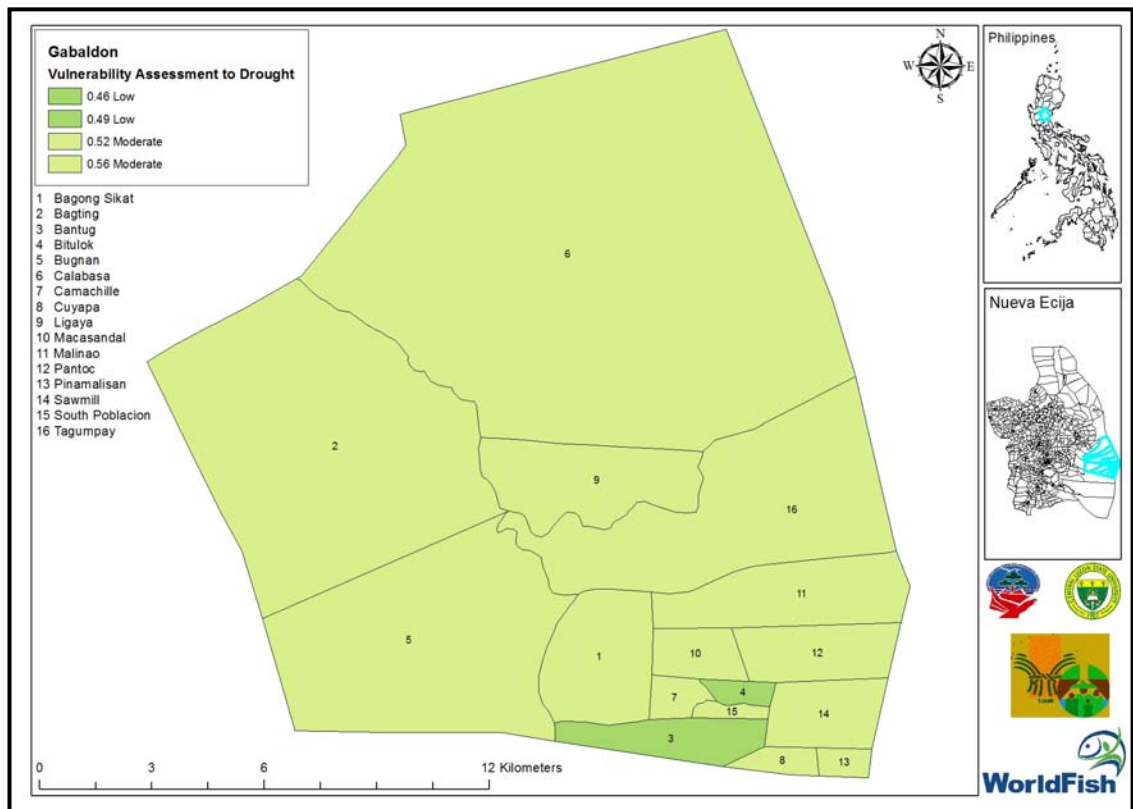 Gabaldon
Vulnerability Assessment to Drought
0.46 Low
0.49 Low
0.52 Moderate
0.56 Moderate
1 Bagong Sikat
2 Bagting
3 Bantug
4 Bitulok
5 Bugnan
6 Calabasa
7 Camachille
8 Cuyapa
9 Ligaya
10 Macasandal
11 Malinao
12 Pantoc
13 Pinamalisan
14 Sawmill
15 South Poblacion
16 Tagumpay
N
W E
S
6
2
9
16
11
5
1
10
12
4
7
15
14
3
8
13
0 3 6 12 Kilometers
Philippines
Nueva Ecija
WorldFish